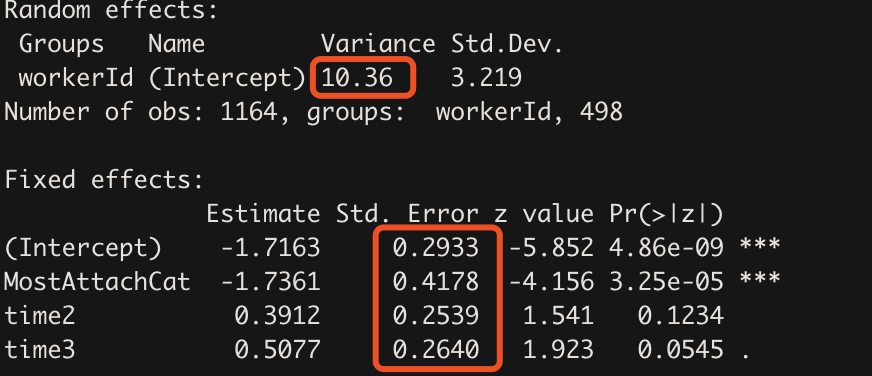 Random effects:
Groups Name Variance Std.Dev.
workerId (Intercept) 10.36 3.219
Number of obs: 1164, groups: workerId, 498
Fixed effects:
Estimate Std. Error z value Pr(>|z|)
(Intercept) -1.7163 0.2933 -5.852 4.86e-09 ***
MostAttachCat -1.7361 0.4178 -4.156 3.25e-05 ***
time2 0.3912 0.2539 1.541 0.1234
time3 0.5077 0.2640 1.923 0.0545 .